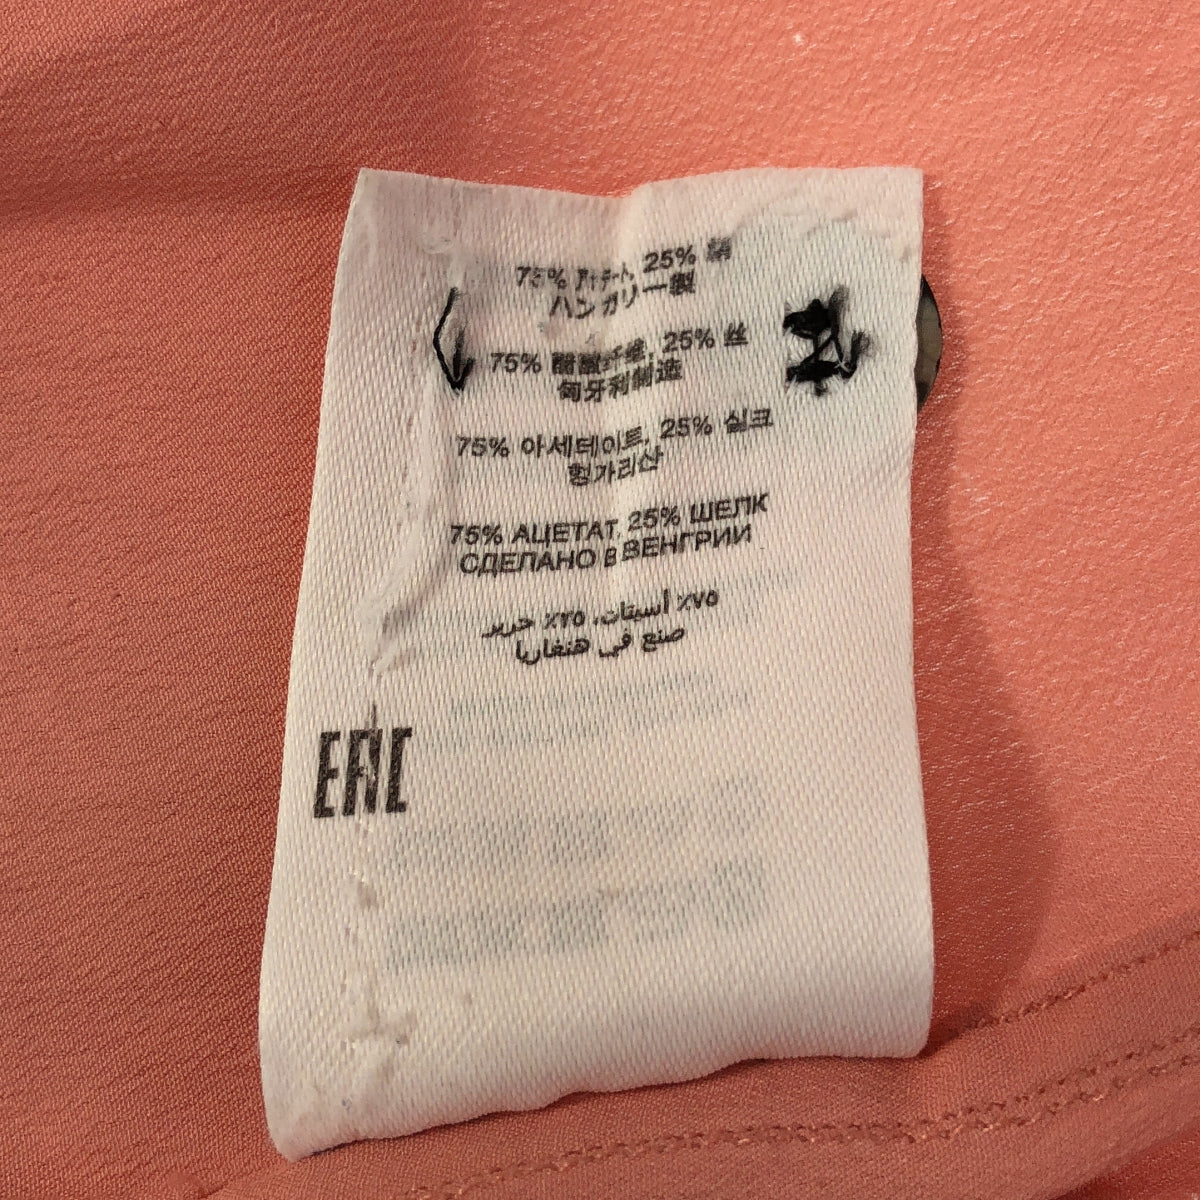 75% アセテート, 25% 絹
ハンガリー製
75% 醋酸纤维, 25% 丝
匈牙利制造
75% 아세테이트, 25% 실크
헝가리산
75% АЦЕТАТ, 25% ШЕЛК
СДЕЛАНО В ВЕНГРИИ
٧٥٪ أسيتات، ٢٥٪ حرير
صنع في هنغاريا
EAC